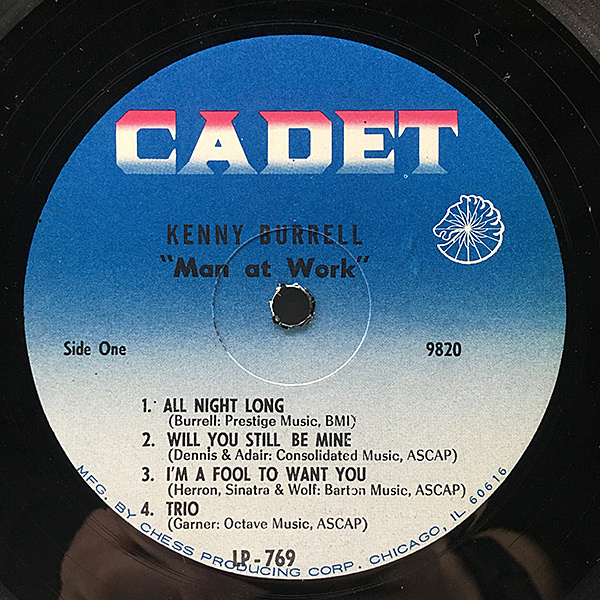 CADET
KENNY BURRELL
"Man at Work"
Side One
9820
1. ALL NIGHT LONG
(Burrell: Prestige Music, BMI)
2. WILL YOU STILL BE MINE
(Dennis & Adair: Consolidated Music, ASCAP)
3. I'M A FOOL TO WANT YOU
(Herron, Sinatra & Wolf: Barton Music, ASCAP)
4. TRIO
(Garner: Octave Music, ASCAP)
LP-769
MFG. BY CHESS PRODUCING CORP. CHICAGO, IL 60616